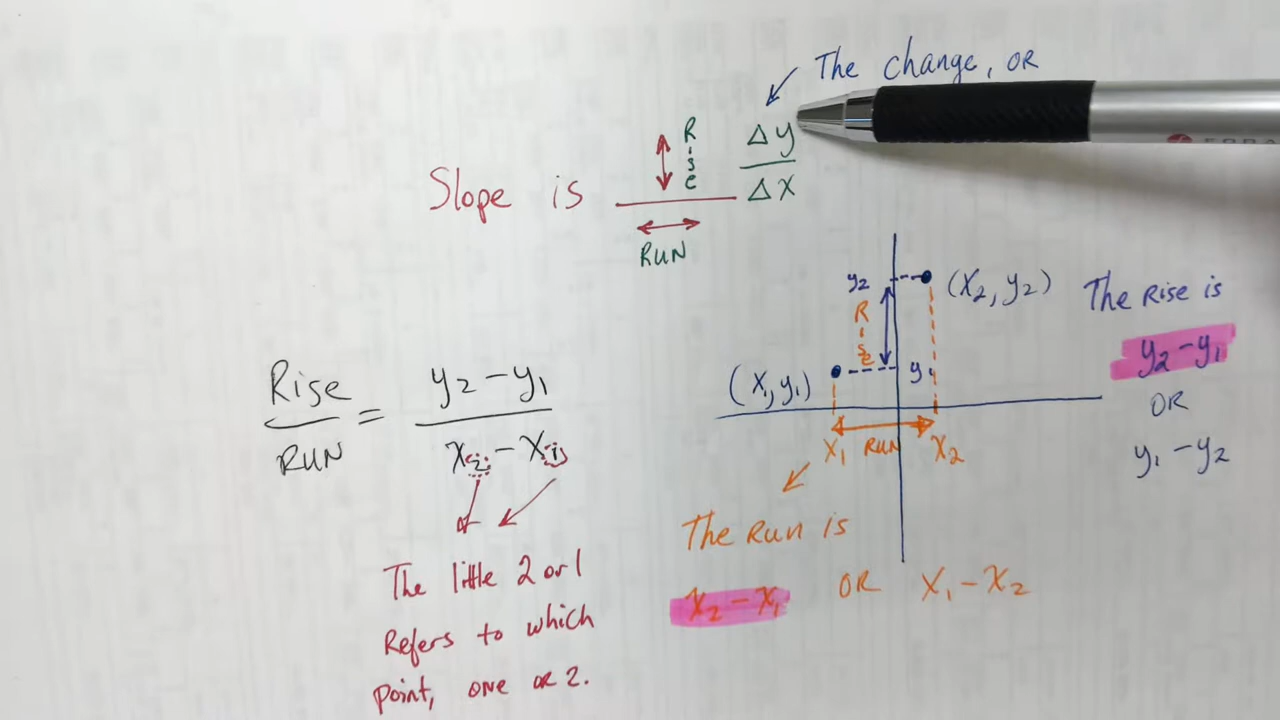 The change, OR
Slope is
Rise
RUN
Δy
Δx
y2
(x2, y2)
Rise
(x1, y1)
y1
x1 RUN x2
The Rise is
y2 - y1
OR
y1 - y2
Rise
RUN
=
y2 - y1
x2 - x1
The Run is
x2 - x1 OR x1 - x2
The little 2 or 1
Refers to which
point, one or 2.